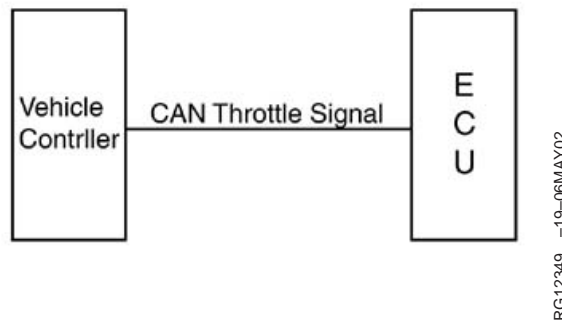 Vehicle
Contrller
CAN Throttle Signal
E
C
U
RG12349 –19–06MAY02